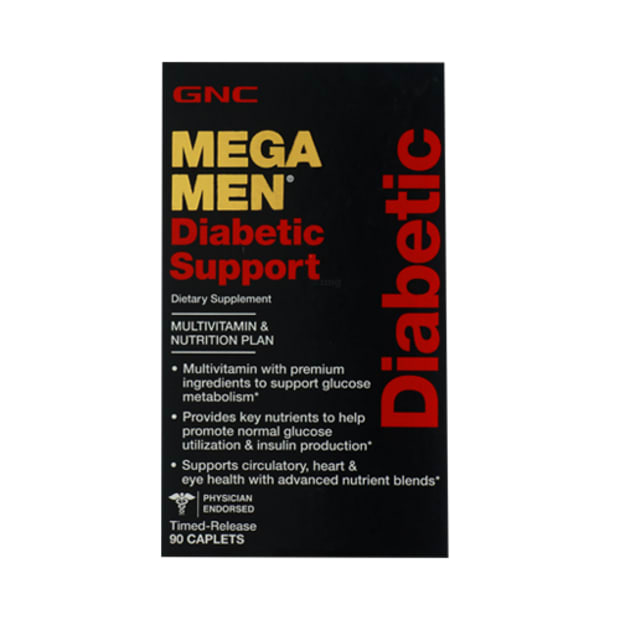 GNC
MEGA
MEN®
Diabetic
Support
Dietary Supplement
MULTIVITAMIN &
NUTRITION PLAN
• Multivitamin with premium
ingredients to support glucose
metabolism*
• Provides key nutrients to help
promote normal glucose
utilization & insulin production*
• Supports circulatory, heart &
eye health with advanced nutrient blends*
PHYSICIAN
ENDORSED
Timed-Release
90 CAPLETS
Diabetic